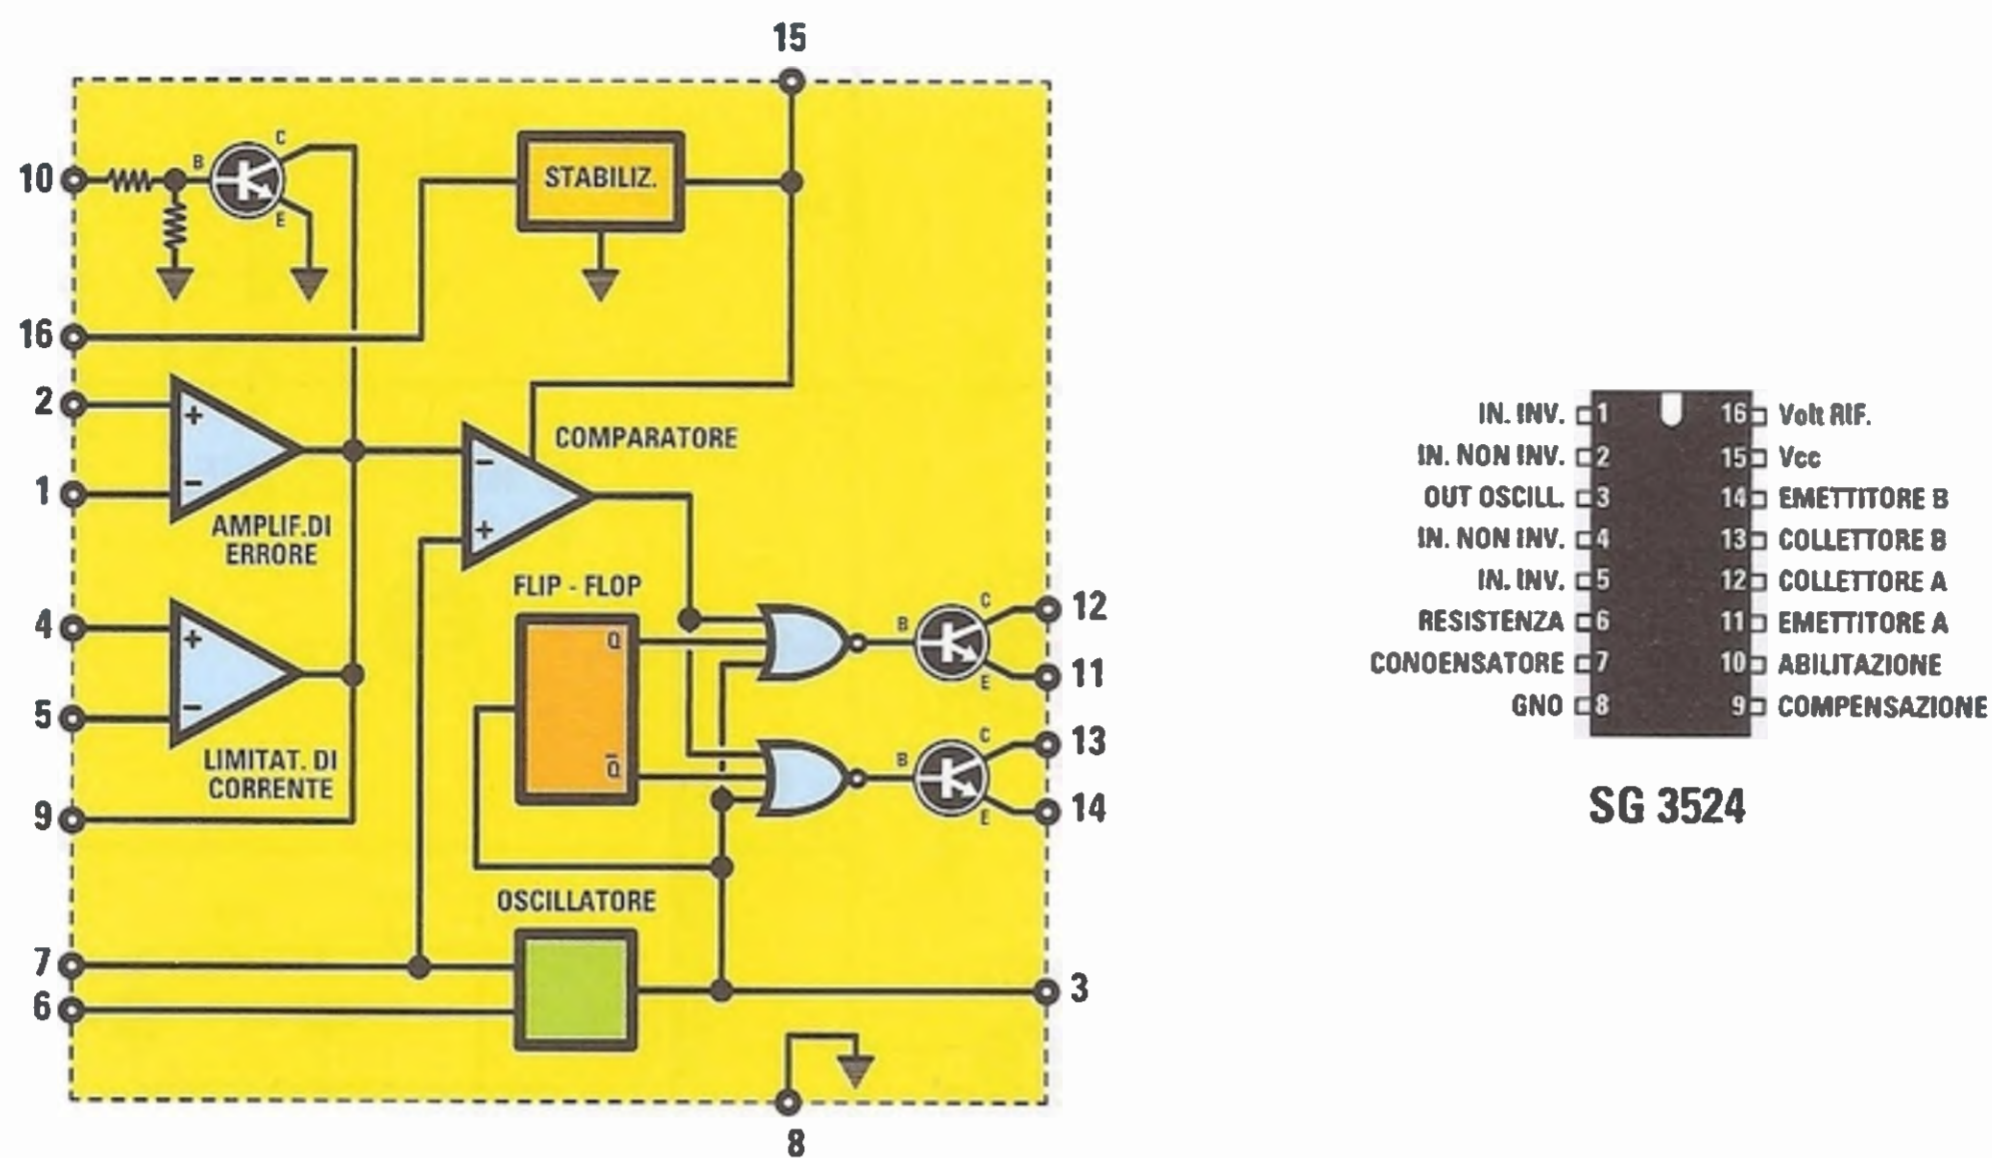 15
10
B
C
E
STABILIZ.
16
2
+
1
-
AMPLIF.DI
ERRORE
COMPARATORE
-
+
4
+
5
-
LIMITAT. DI
CORRENTE
9
FLIP - FLOP
Q
Q̅
B
C
E
12
11
B
C
E
13
14
OSCILLATORE
7
6
3
8
IN. INV. 1 16 Volt RIF.
IN. NON INV. 2 15 Vcc
OUT OSCILL. 3 14 EMETTITORE B
IN. NON INV. 4 13 COLLETTORE B
IN. INV. 5 12 COLLETTORE A
RESISTENZA 6 11 EMETTITORE A
CONOENSATORE 7 10 ABILITAZIONE
GNO 8 9 COMPENSAZIONE
SG 3524